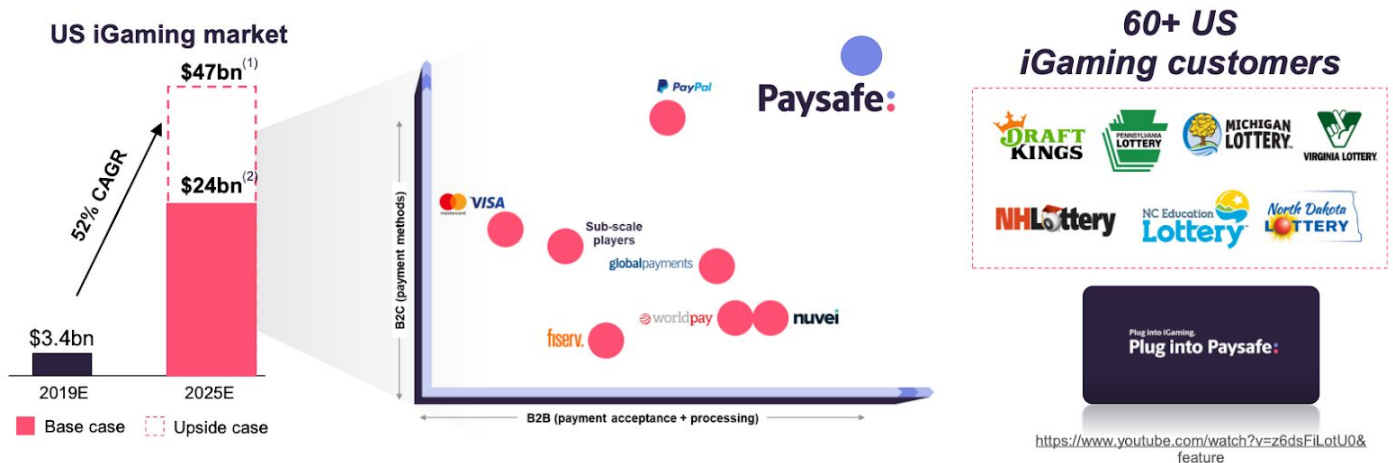 US iGaming market
$47bn(1)
$24bn(2)
52% CAGR
$3.4bn
2019E
2025E
Base case
Upside case
B2C (payment methods)
B2B (payment acceptance + processing)
PayPal
Paysafe:
mastercard
VISA
Sub-scale
players
globalpayments
worldpay
nuvei
fiserv.
60+ US
iGaming customers
DRAFT
KINGS
PENNSYLVANIA
LOTTERY
MICHIGAN
LOTTERY™
VIRGINIA LOTTERY.
NHLottery
NC Education
Lottery™
North Dakota
LOTTERY
Plug into iGaming.
Plug into Paysafe:
https://www.youtube.com/watch?v=z6dsFiLotU0&
feature